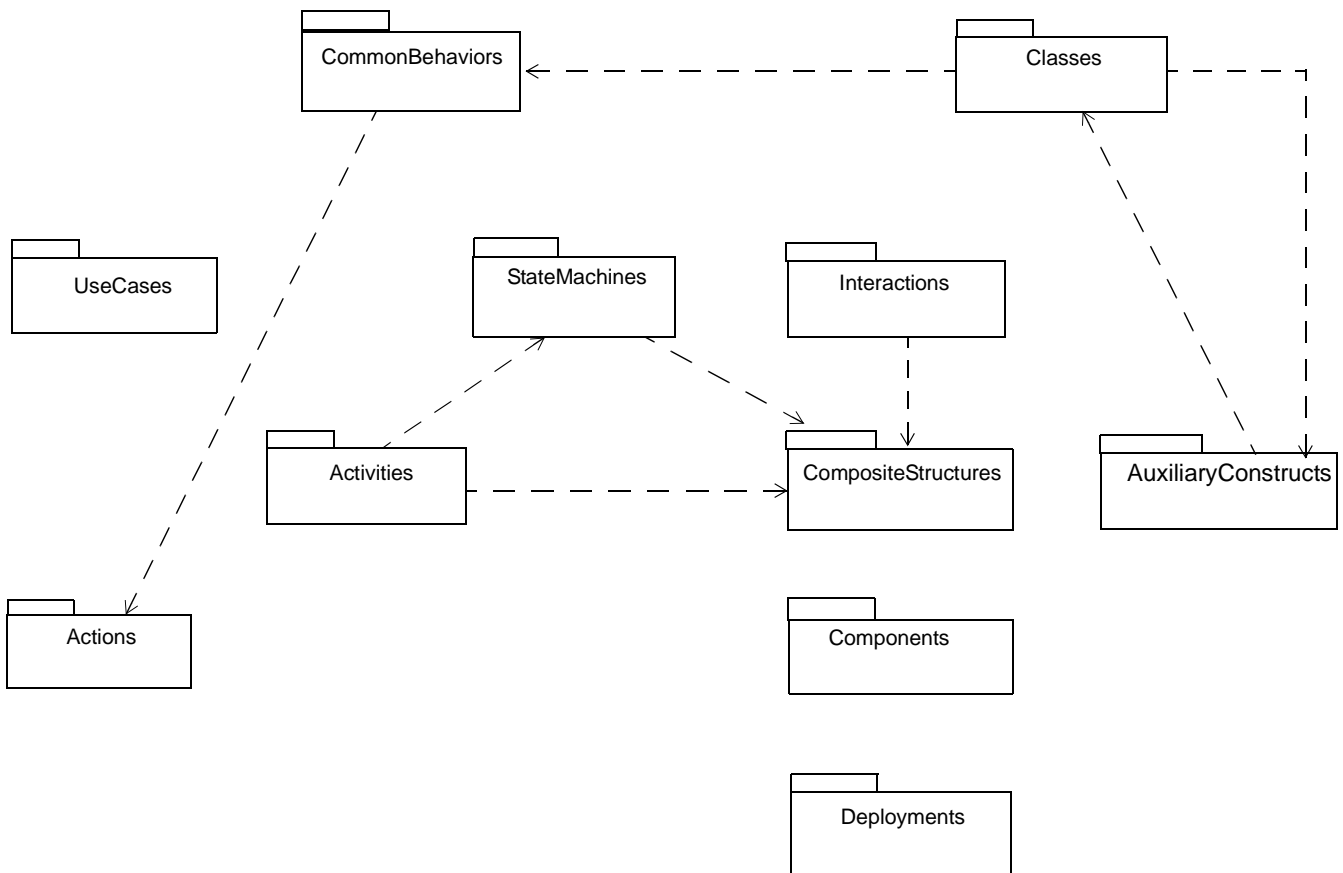 CommonBehaviors
Classes
UseCases
StateMachines
Interactions
Activities
CompositeStructures
AuxiliaryConstructs
Actions
Components
Deployments